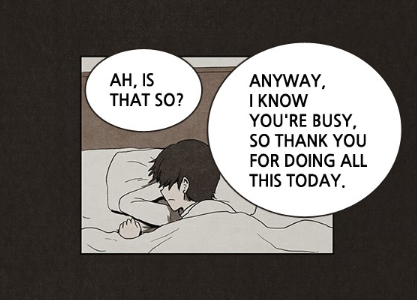 AH, IS
THAT SO?
ANYWAY,
I KNOW
YOU'RE BUSY,
SO THANK YOU
FOR DOING ALL
THIS TODAY.